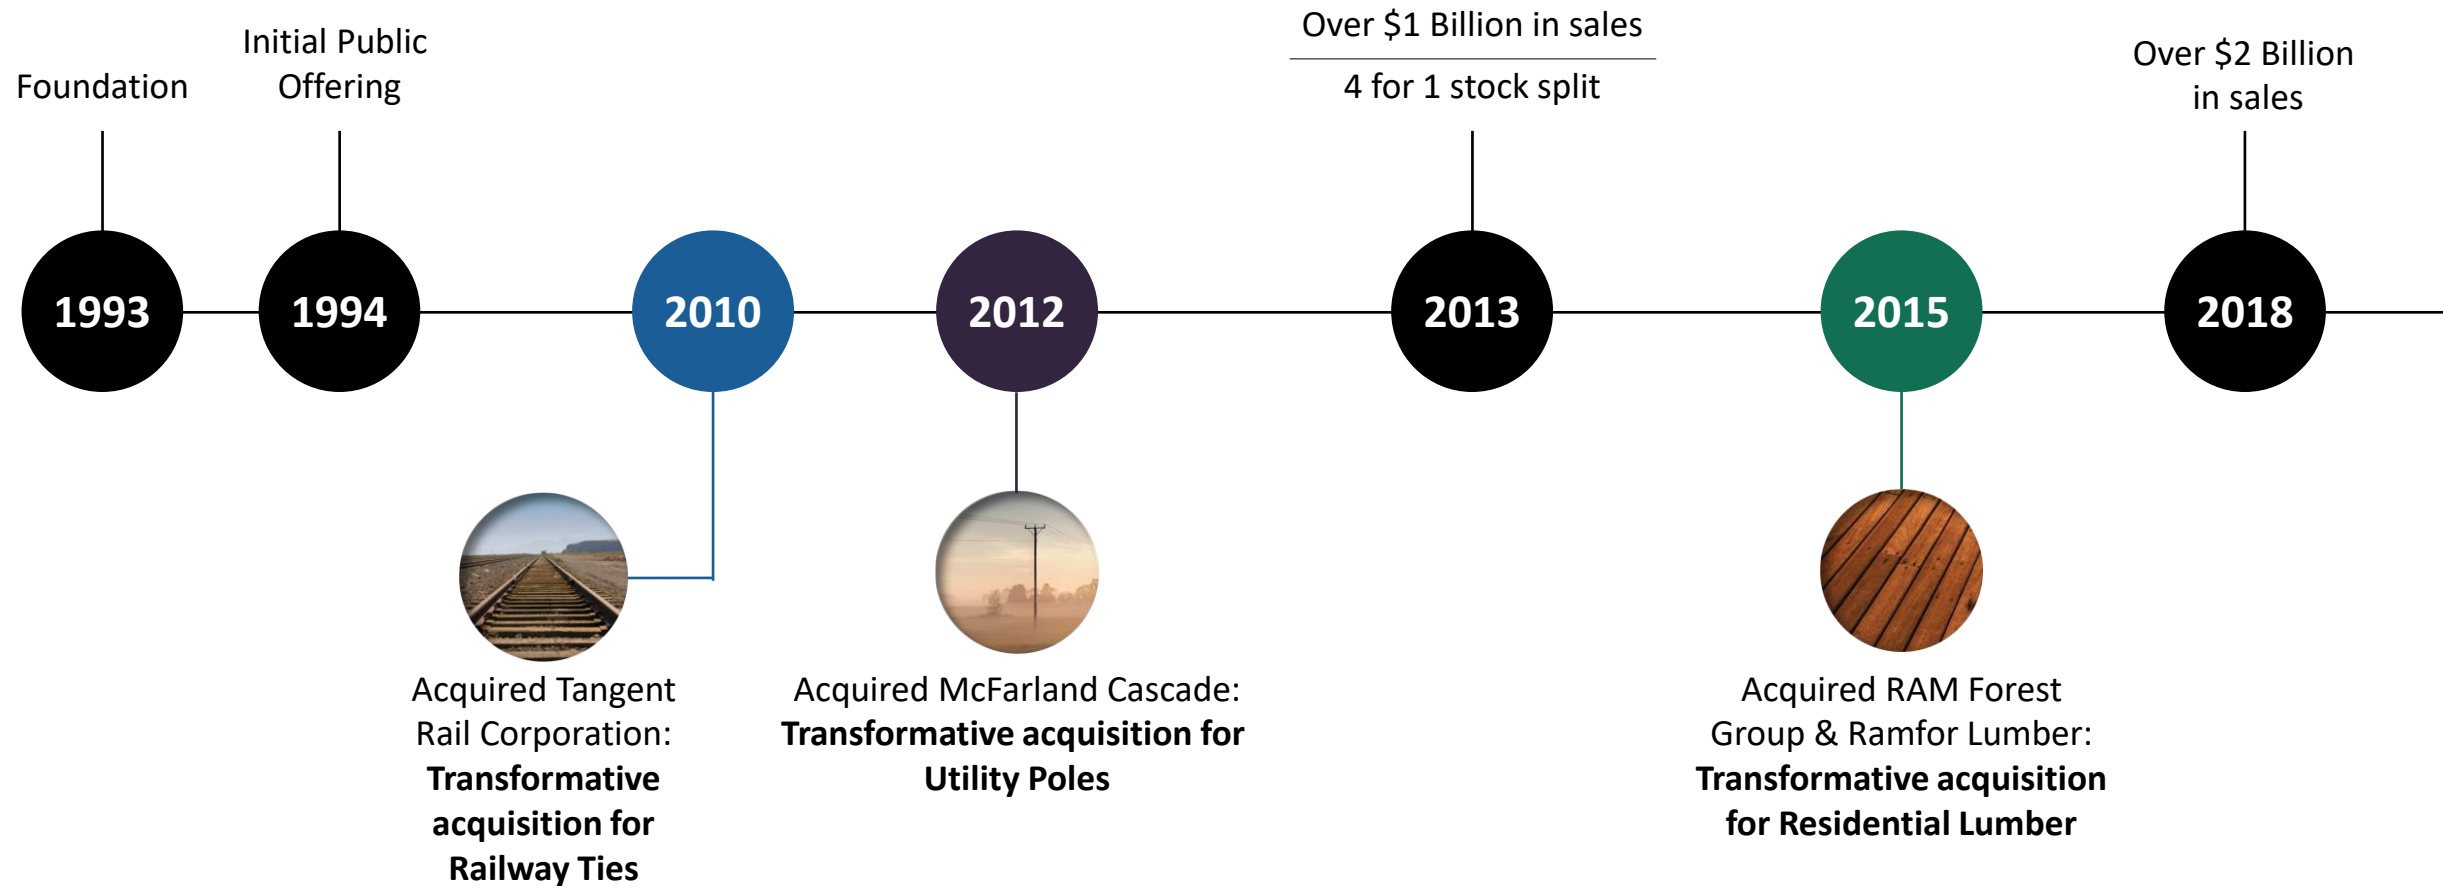 Foundation
Initial Public
Offering
Over $1 Billion in sales
4 for 1 stock split
Over $2 Billion
in sales
1993
1994
2010
2012
2013
2015
2018
Acquired Tangent
Rail Corporation:
Transformative
acquisition for
Railway Ties
Acquired McFarland Cascade:
Transformative acquisition for
Utility Poles
Acquired RAM Forest
Group & Ramfor Lumber:
Transformative acquisition
for Residential Lumber